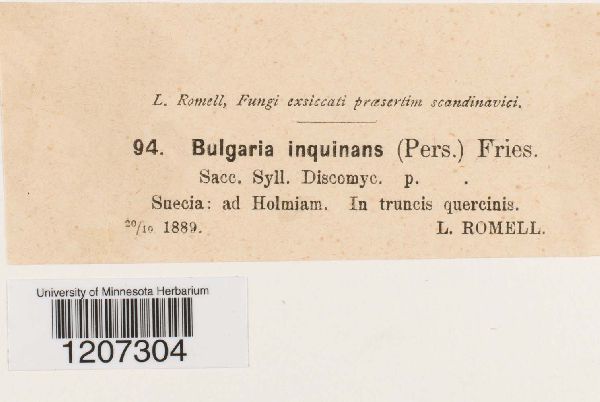 L. Romell, Fungi exsiccati præsertim scandinavici.
94. Bulgaria inquinans (Pers.) Fries.
Sacc. Syll. Discomyc. p. .
Suecia: ad Holmiam. In truncis quercinis.
20/10 1889. L. ROMELL.
University of Minnesota Herbarium
1207304